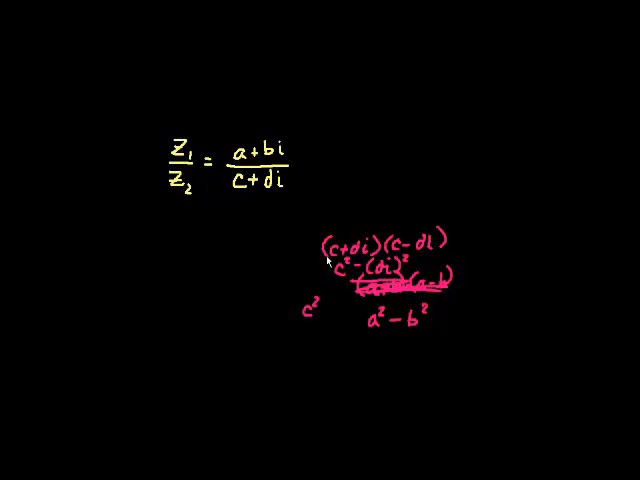 z₁/z₂ = (a+bi)/(c+di)
(c+di)(c-di)
c² - (di)²
(a-b)
c²
a² - b²